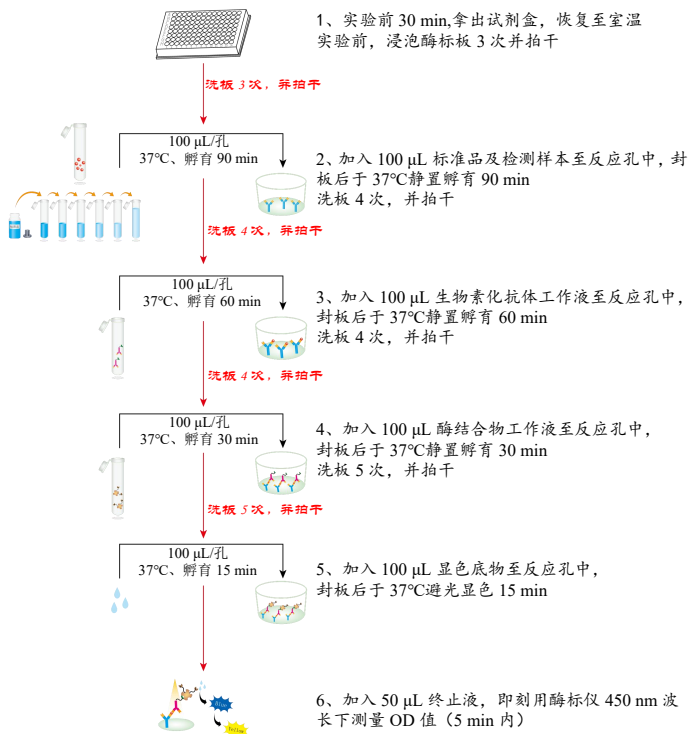 1、实验前 30 min,拿出试剂盒，恢复至室温
实验前，浸泡酶标板 3 次并拍干
洗板 3 次，并拍干
100 μL/孔
37℃、孵育 90 min
2、加入 100 μL 标准品及检测样本至反应孔中，封
板后于 37℃静置孵育 90 min
洗板 4 次，并拍干
洗板 4 次，并拍干
100 μL/孔
37℃、孵育 60 min
3、加入 100 μL 生物素化抗体工作液至反应孔中，
封板后于 37℃静置孵育 60 min
洗板 4 次，并拍干
洗板 4 次，并拍干
100 μL/孔
37℃、孵育 30 min
4、加入 100 μL 酶结合物工作液至反应孔中，
封板后于 37℃静置孵育 30 min
洗板 5 次，并拍干
洗板 5 次，并拍干
100 μL/孔
37℃、孵育 15 min
5、加入 100 μL 显色底物至反应孔中，
封板后于 37℃避光显色 15 min
Blue
Yellow
6、加入 50 μL 终止液，即刻用酶标仪 450 nm 波
长下测量 OD 值（5 min 内）